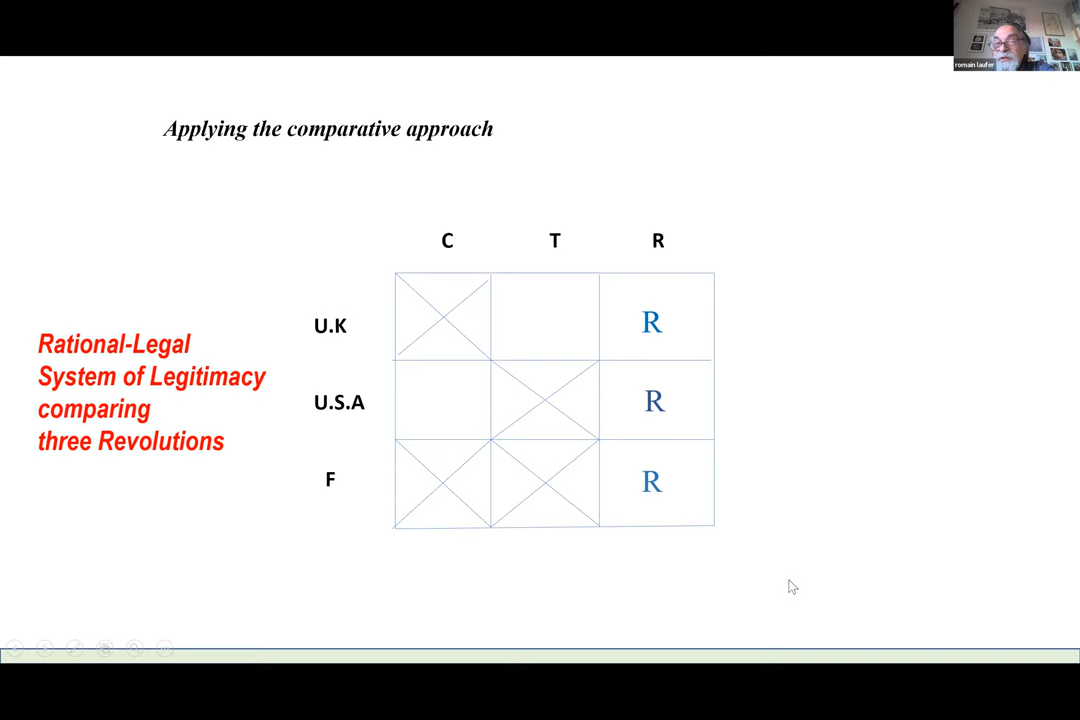 romain laufer
Applying the comparative approach
C T R
U.K R
Rational-Legal
System of Legitimacy
comparing
three Revolutions
U.S.A R
F R